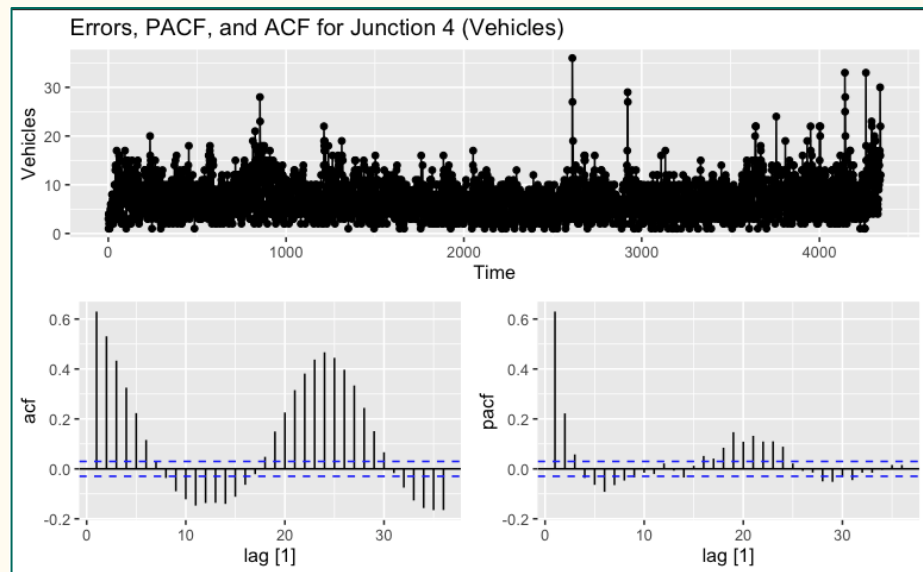 Errors, PACF, and ACF for Junction 4 (Vehicles)
Vehicles
30
20
10
0
0 1000 2000 3000 4000
Time
acf
0.6
0.4
0.2
0.0
-0.2
0 10 20 30
lag [1]
pacf
0.6
0.4
0.2
0.0
-0.2
0 10 20 30
lag [1]